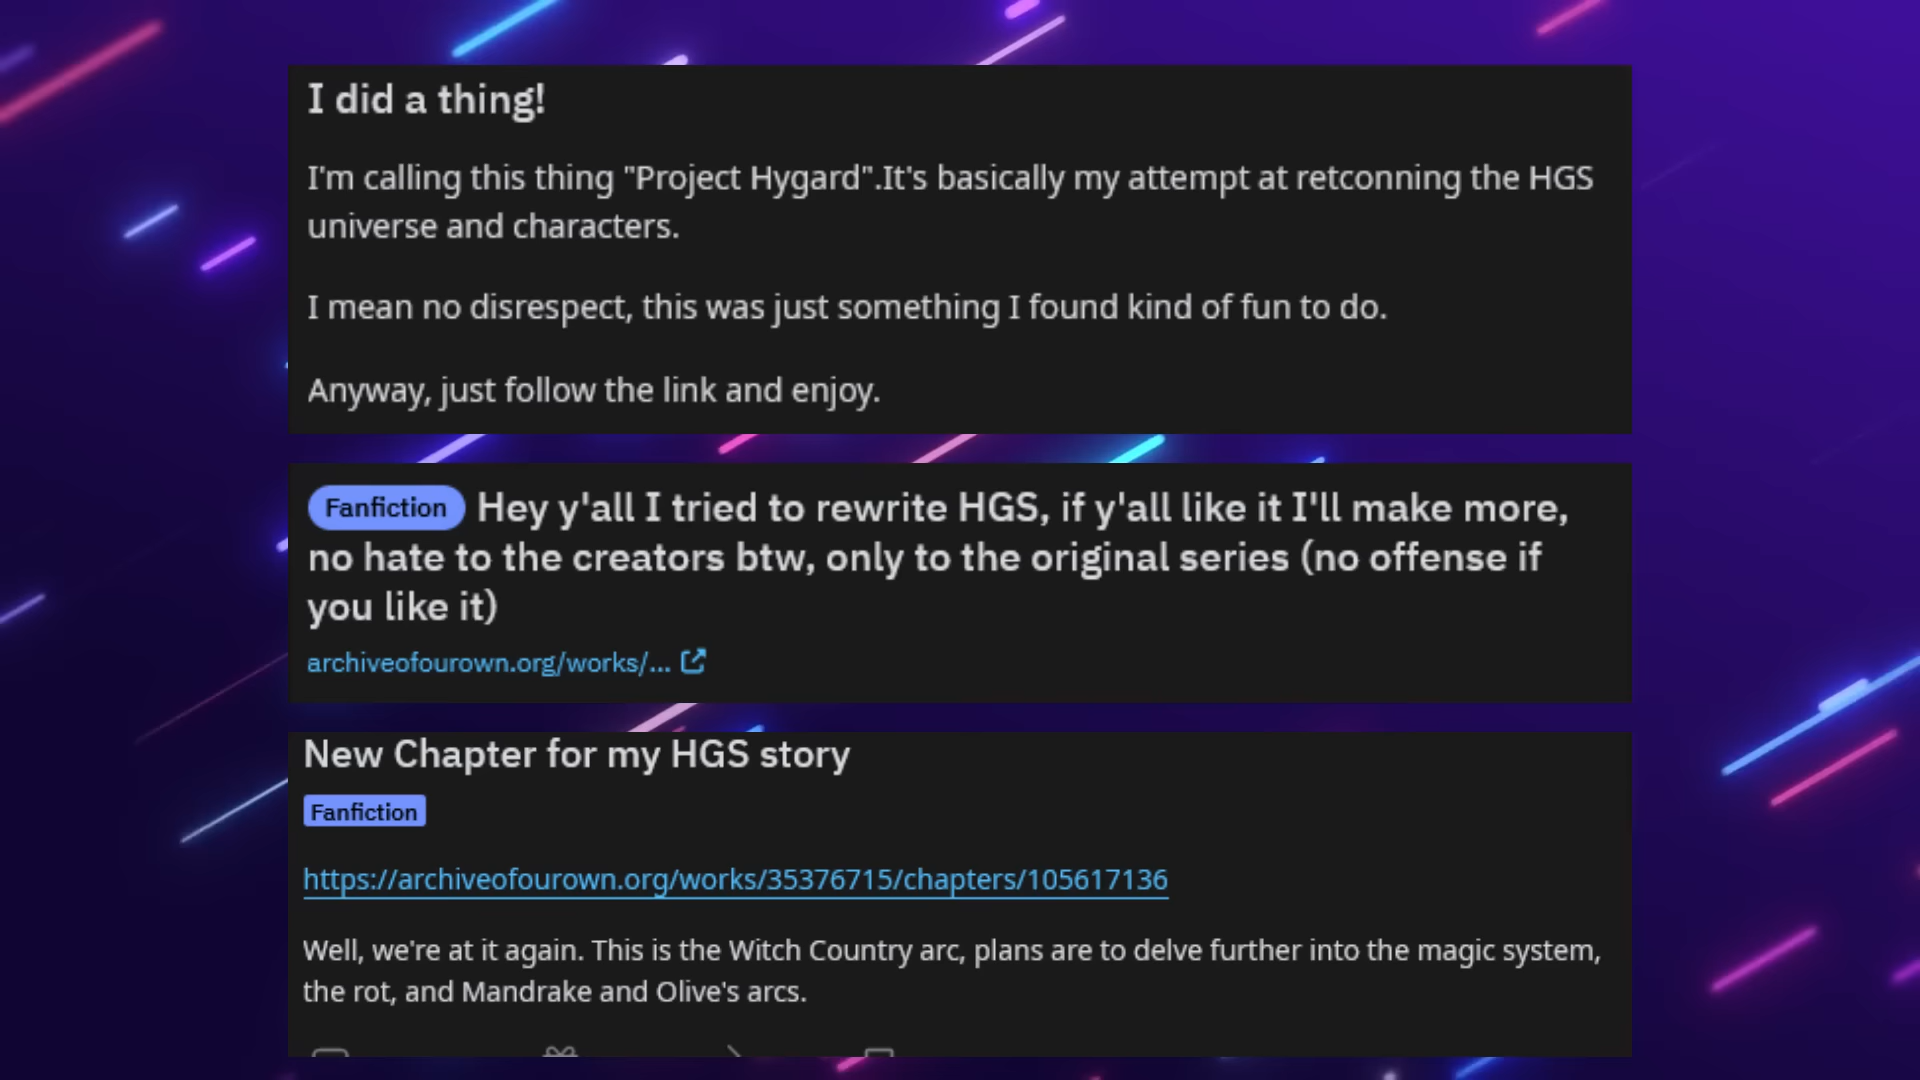 I did a thing!
I'm calling this thing "Project Hygard".It's basically my attempt at retconning the HGS
universe and characters.
I mean no disrespect, this was just something I found kind of fun to do.
Anyway, just follow the link and enjoy.
Fanfiction Hey y'all I tried to rewrite HGS, if y'all like it I'll make more,
no hate to the creators btw, only to the original series (no offense if
you like it)
archiveofourown.org/works/...
New Chapter for my HGS story
Fanfiction
https://archiveofourown.org/works/35376715/chapters/105617136
Well, we're at it again. This is the Witch Country arc, plans are to delve further into the magic system,
the rot, and Mandrake and Olive's arcs.